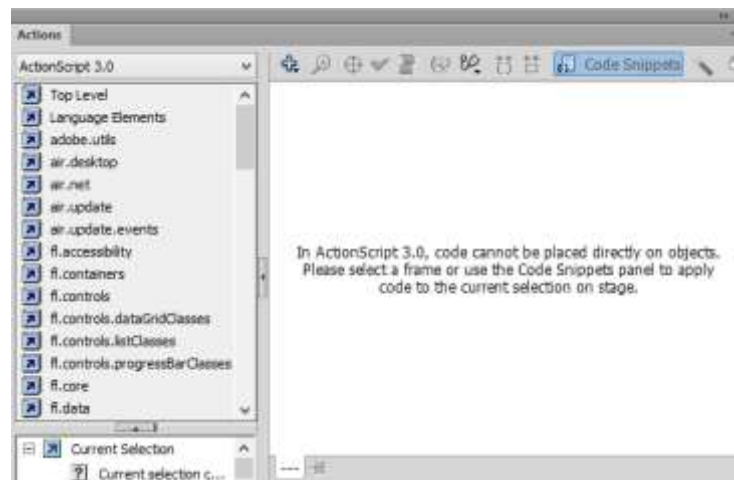 Actions
ActionScript 3.0
Code Snippets
Top Level
Language Elements
adobe.utils
air.desktop
air.net
air.update
air.update.events
fl.accessibility
fl.containers
fl.controls
fl.controls.dataGridClasses
fl.controls.listClasses
fl.controls.progressBarClasses
fl.core
fl.data
In ActionScript 3.0, code cannot be placed directly on objects.
Please select a frame or use the Code Snippets panel to apply
code to the current selection on stage.
Current Selection
Current selection c...